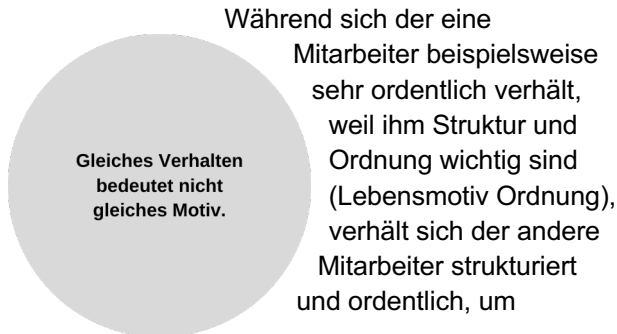 Während sich der eine
Mitarbeiter beispielsweise
sehr ordentlich verhält,
weil ihm Struktur und
Ordnung wichtig sind
(Lebensmotiv Ordnung),
verhält sich der andere
Mitarbeiter strukturiert
und ordentlich, um
Gleiches Verhalten
bedeutet nicht
gleiches Motiv.